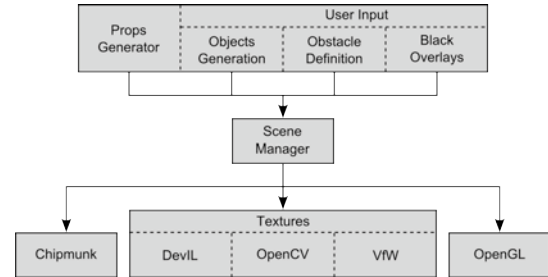 Props
Generator
User Input
Objects
Generation
Obstacle
Definition
Black
Overlays
Scene
Manager
Textures
Chipmunk
DevIL
OpenCV
VfW
OpenGL